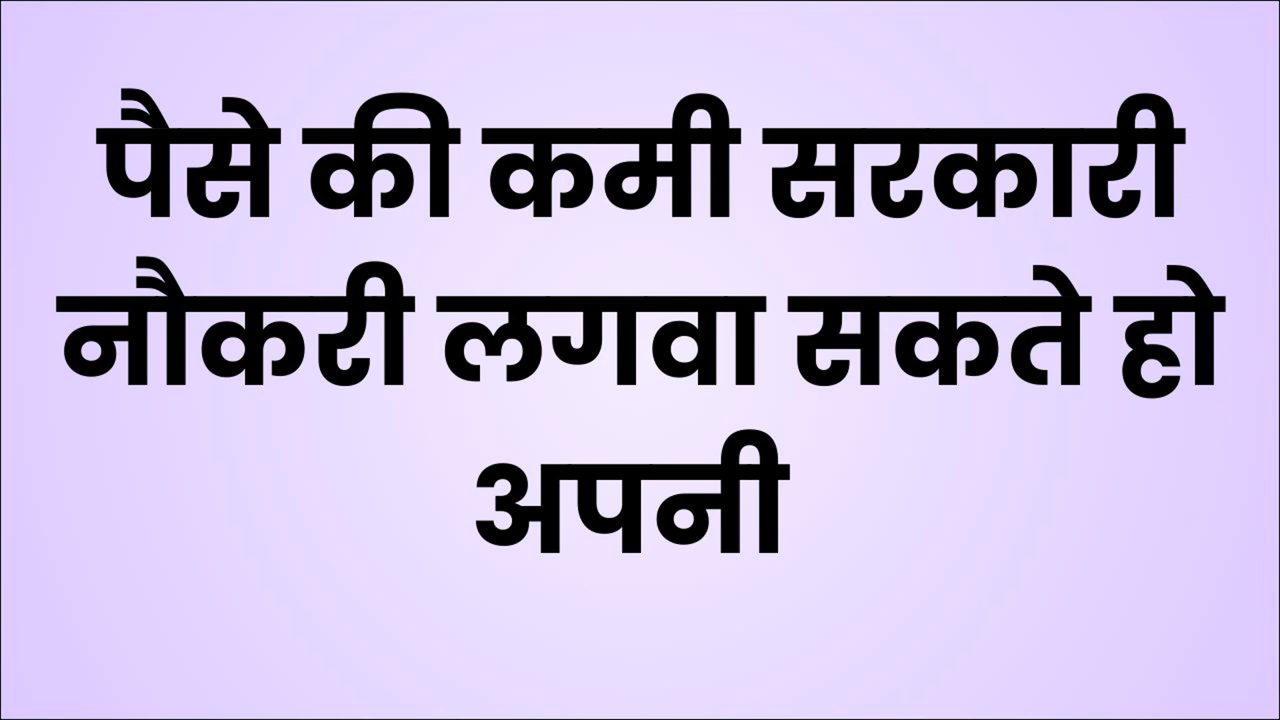 पैसे की कमी सरकारी
नौकरी लगवा सकते हो
अपनी